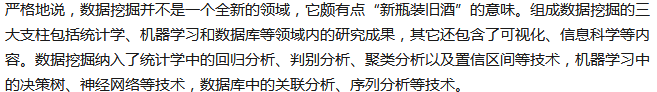 严格地说，数据挖掘并不是一个全新的领域，它颇有点“新瓶装旧酒”的意味。组成数据挖掘的三
大支柱包括统计学、机器学习和数据库等领域内的研究成果，其它还包含了可视化、信息科学等内
容。数据挖掘纳入了统计学中的回归分析、判别分析、聚类分析以及置信区间等技术，机器学习中
的决策树、神经网络等技术，数据库中的关联分析、序列分析等技术。